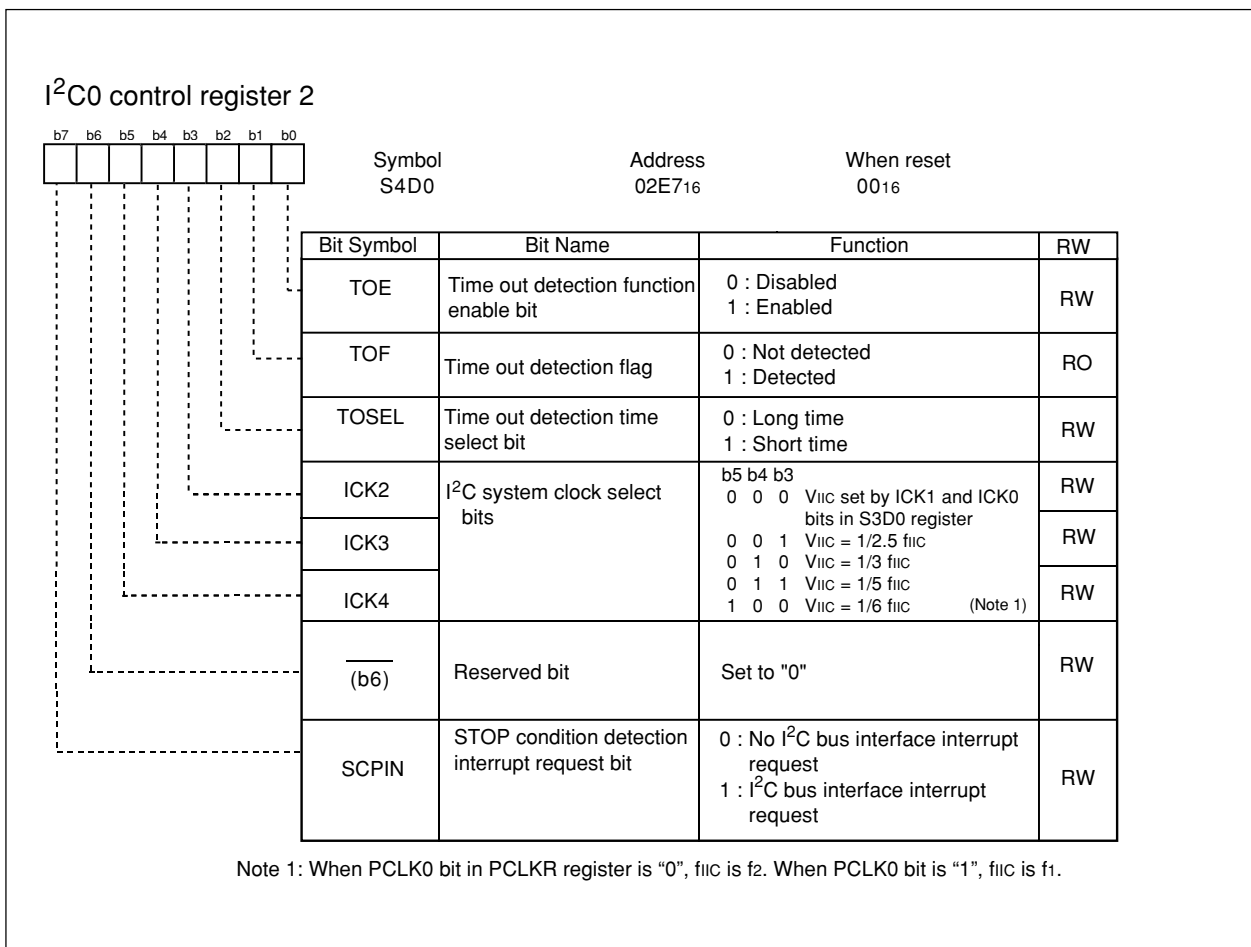 I²C0 control register 2
b7 b6 b5 b4 b3 b2 b1 b0
Symbol Address When reset
S4D0 02E716 0016
Bit Symbol Bit Name Function RW
TOE Time out detection function enable bit 0 : Disabled
1 : Enabled RW
TOF Time out detection flag 0 : Not detected
1 : Detected RO
TOSEL Time out detection time select bit 0 : Long time
1 : Short time RW
ICK2 I²C system clock select bits b5 b4 b3
0 0 0 VIIC set by ICK1 and ICK0 bits in S3D0 register RW
ICK3 0 0 1 VIIC = 1/2.5 fIIC RW
0 1 0 VIIC = 1/3 fIIC
0 1 1 VIIC = 1/5 fIIC
ICK4 1 0 0 VIIC = 1/6 fIIC (Note 1) RW
(b6) Reserved bit Set to "0" RW
SCPIN STOP condition detection interrupt request bit 0 : No I²C bus interface interrupt request
1 : I²C bus interface interrupt request RW
Note 1: When PCLK0 bit in PCLKR register is “0”, fIIC is f2. When PCLK0 bit is “1”, fIIC is f1.